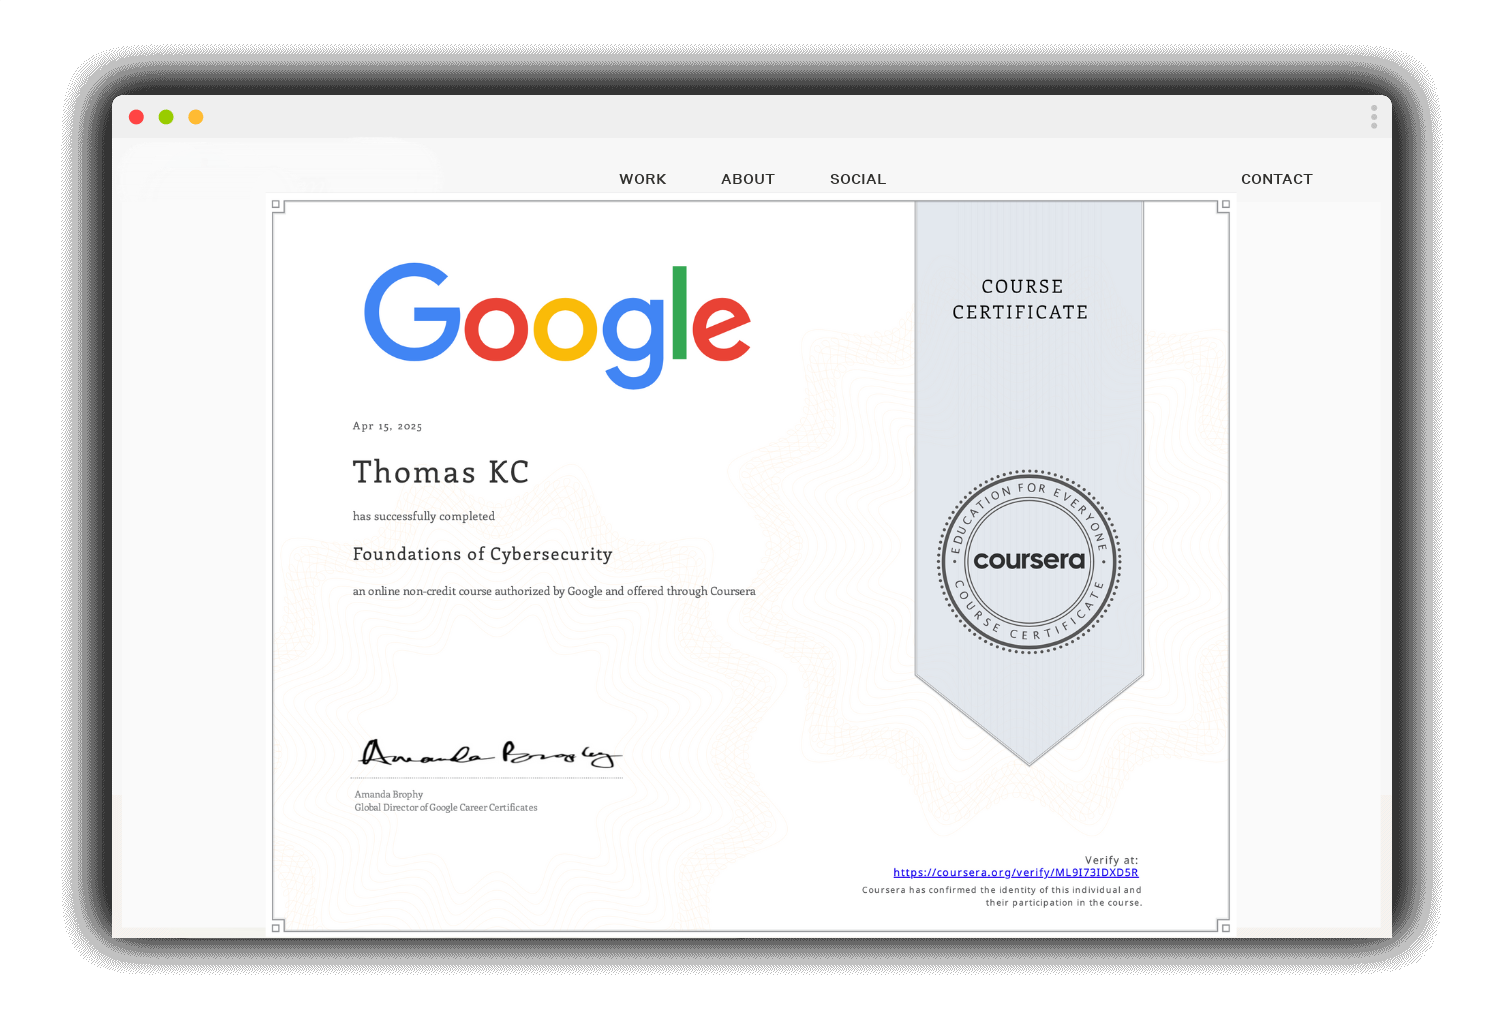 WORK ABOUT SOCIAL CONTACT
Google
COURSE
CERTIFICATE
Apr 15, 2025
Thomas KC
has successfully completed
Foundations of Cybersecurity
an online non-credit course authorized by Google and offered through Coursera
EDUCATION FOR EVERYONE
coursera
COURSE CERTIFICATE
Amanda Brophy
Amanda Brophy
Global Director of Google Career Certificates
Verify at:
https://coursera.org/verify/ML9I73IDXD5R
Coursera has confirmed the identity of this individual and
their participation in the course.